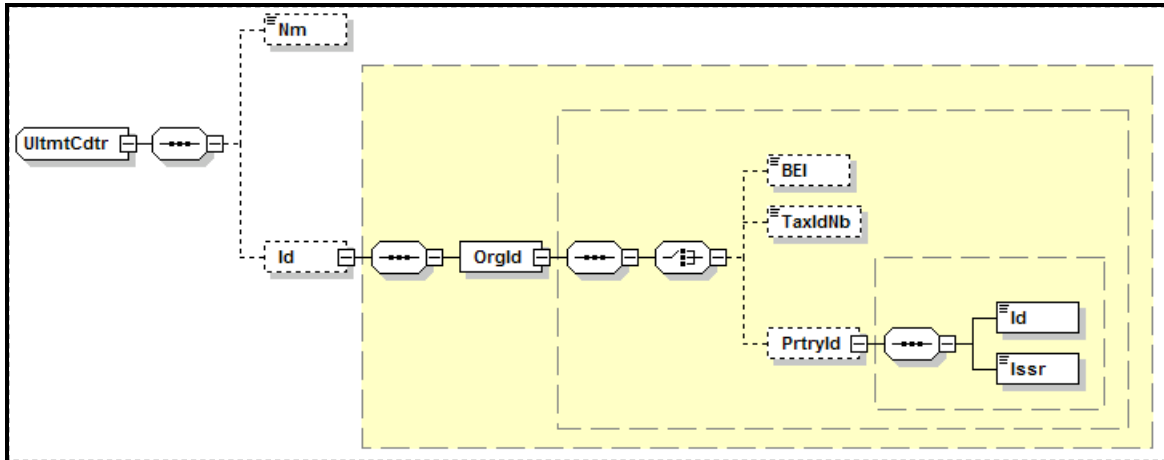 Nm
UltmtCdtr
BEI
TaxIdNb
Id
OrgId
Id
PrtryId
Issr